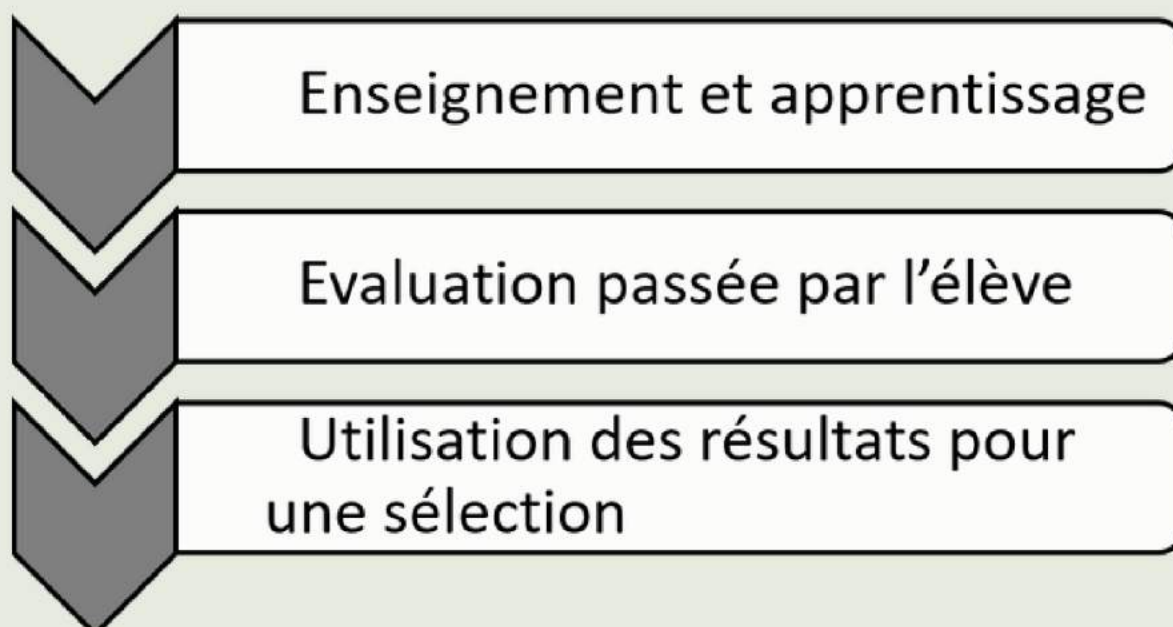 Enseignement et apprentissage
Evaluation passée par l'élève
Utilisation des résultats pour
une sélection